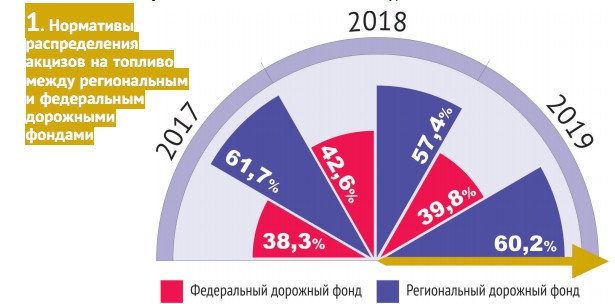 1. Нормативы
распределения
акцизов на топливо
между региональным
и федеральным
дорожными
фондами
2017
2018
2019
38,3%
61,7%
42,6%
57,4%
39,8%
60,2%
Федеральный дорожный фонд
Региональный дорожный фонд